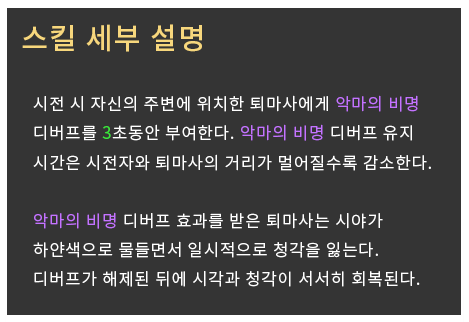 스킬 세부 설명
시전 시 자신의 주변에 위치한 퇴마사에게 악마의 비명
디버프를 3초동안 부여한다. 악마의 비명 디버프 유지
시간은 시전자와 퇴마사의 거리가 멀어질수록 감소한다.
악마의 비명 디버프 효과를 받은 퇴마사는 시야가
하얀색으로 물들면서 일시적으로 청각을 잃는다.
디버프가 해제된 뒤에 시각과 청각이 서서히 회복된다.